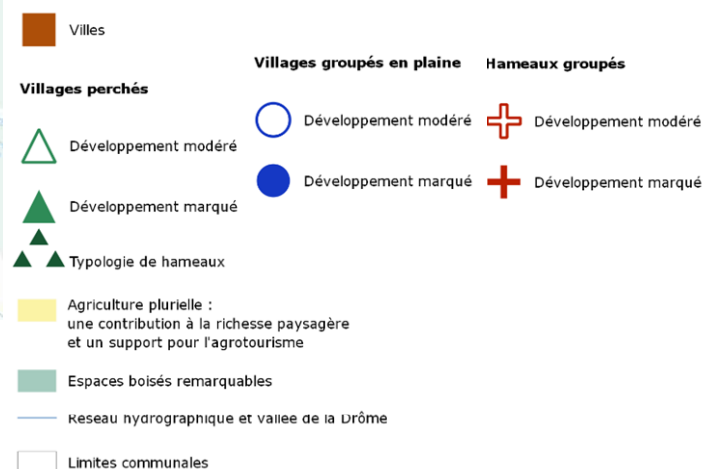 Villes
Villages perchés
Développement modéré
Développement marqué
Typologie de hameaux
Villages groupés en plaine
Développement modéré
Développement marqué
Hameaux groupés
Développement modéré
Développement marqué
Agriculture plurielle :
une contribution à la richesse paysagère
et un support pour l'agrotourisme
Espaces boisés remarquables
Réseau hydrographique et vallée de la Drôme
Limites communales